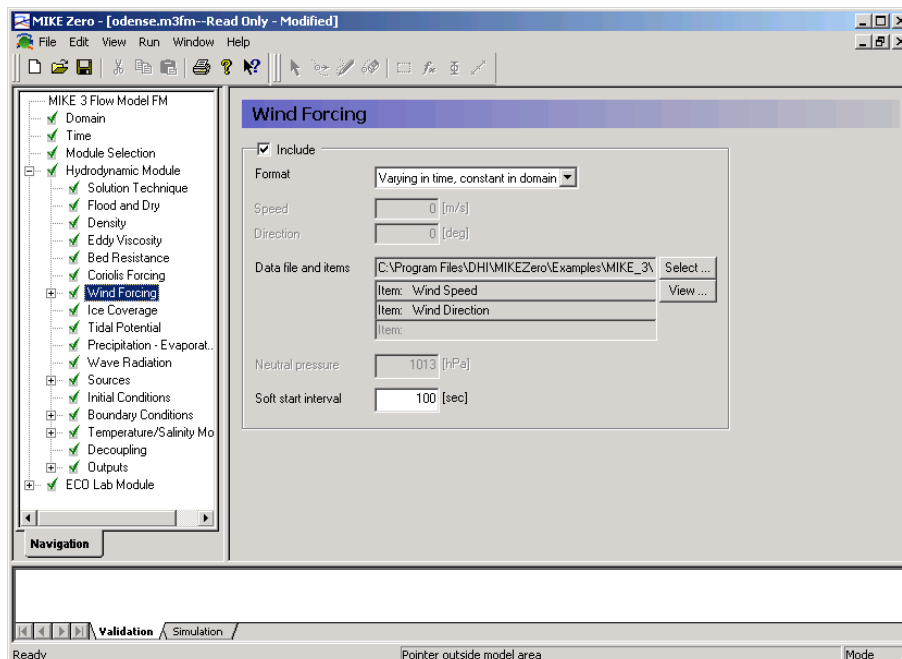 MIKE Zero - [odense.m3fm--Read Only - Modified]
File Edit View Run Window Help
MIKE 3 Flow Model FM
Domain
Time
Module Selection
Hydrodynamic Module
Solution Technique
Flood and Dry
Density
Eddy Viscosity
Bed Resistance
Coriolis Forcing
Wind Forcing
Ice Coverage
Tidal Potential
Precipitation - Evaporat..
Wave Radiation
Sources
Initial Conditions
Boundary Conditions
Temperature/Salinity Mo
Decoupling
Outputs
ECO Lab Module
Navigation
Wind Forcing
Include
Format Varying in time, constant in domain
Speed 0 [m/s]
Direction 0 [deg]
Data file and items C:\Program Files\DHI\MIKEZero\Examples\MIKE_3\ Select ...
Item: Wind Speed View ...
Item: Wind Direction
Item:
Neutral pressure 1013 [hPa]
Soft start interval 100 [sec]
Validation Simulation
Ready Pointer outside model area Mode